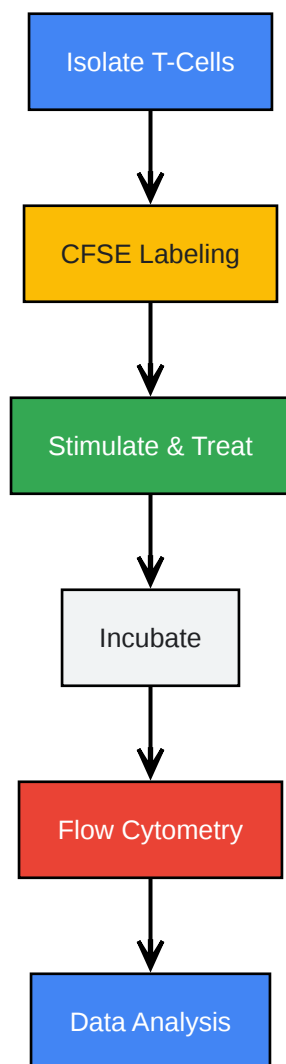 Isolate T-Cells
CFSE Labeling
Stimulate & Treat
Incubate
Flow Cytometry
Data Analysis